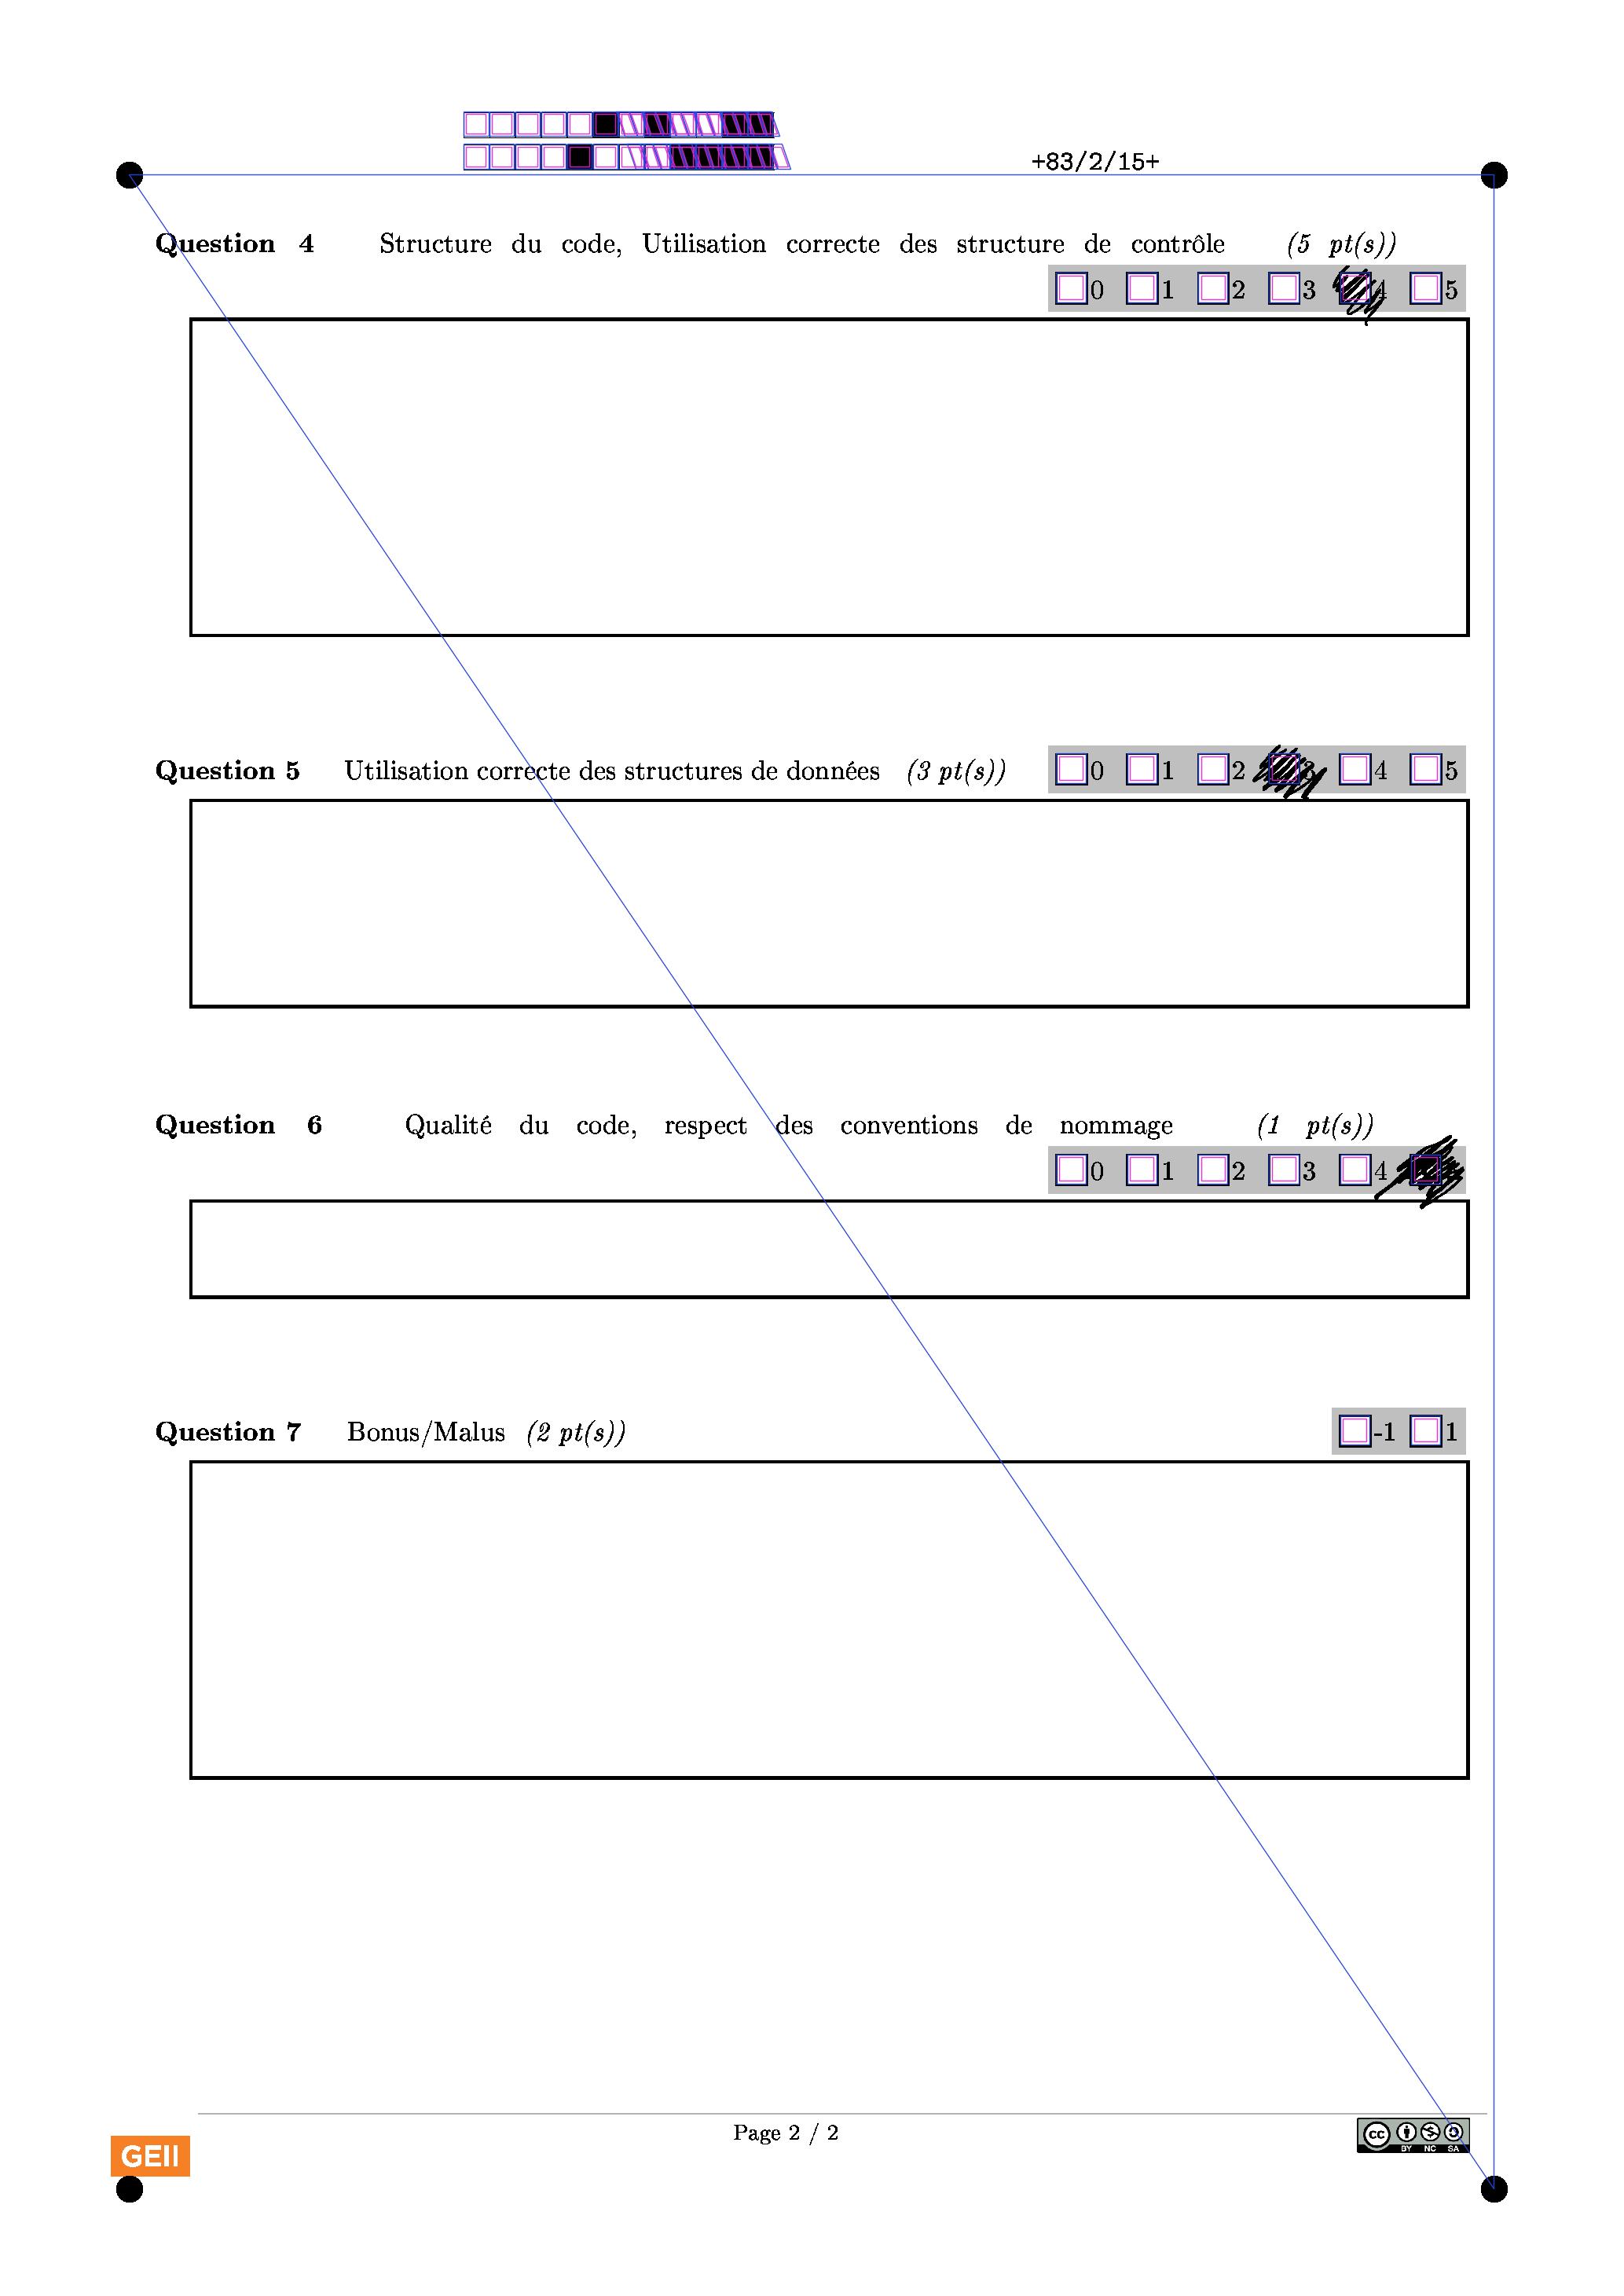 +83/2/15+
Question 4 Structure du code, Utilisation correcte des structure de contrôle (5 pt(s))
0 1 2 3 4 5
Question 5 Utilisation correcte des structures de données (3 pt(s)) 0 1 2 3 4 5
Question 6 Qualité du code, respect des conventions de nommage (1 pt(s))
0 1 2 3 4
Question 7 Bonus/Malus (2 pt(s)) -1 1
Page 2 / 2
GEII
cc BY NC SA